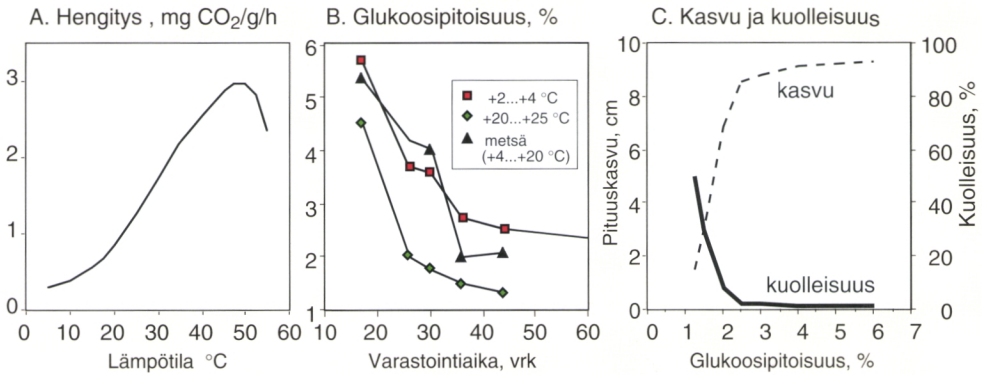 A. Hengitys , mg CO2/g/h
3
2
1
0
0 10 20 30 40 50 60
Lämpötila °C
B. Glukoosipitoisuus, %
6
5
4
3
2
1
+2...+4 °C
+20...+25 °C
metsä
(+4...+20 °C)
10 20 30 40 50 60
Varastointiaika, vrk
C. Kasvu ja kuolleisuus
Pituuskasvu, cm
10
8
6
4
2
0
kasvu
kuolleisuus
100
80
60
40
20
0
Kuolleisuus, %
0 1 2 3 4 5 6 7
Glukoosipitoisuus, %